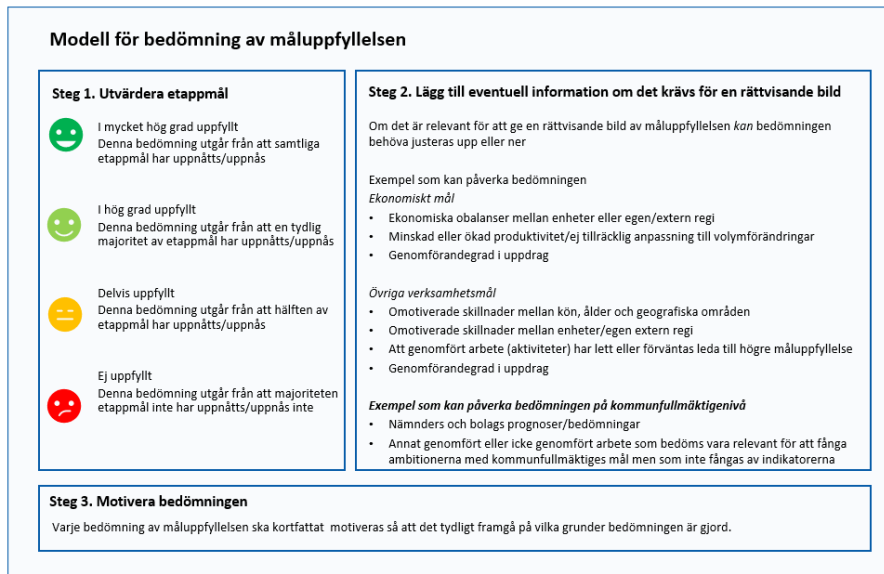 Modell för bedömning av måluppfyllelsen
Steg 1. Utvärdera etappmål
I mycket hög grad uppfyllt
Denna bedömning utgår från att samtliga
etappmål har uppnåtts/uppnås
I hög grad uppfyllt
Denna bedömning utgår från att en tydlig
majoritet av etappmål har uppnåtts/uppnås
Delvis uppfyllt
Denna bedömning utgår från att hälften av
etappmål har uppnåtts/uppnås
Ej uppfyllt
Denna bedömning utgår från att majoriteten
etappmål inte har uppnåtts/uppnås inte
Steg 2. Lägg till eventuell information om det krävs för en rättvisande bild
Om det är relevant för att ge en rättvisande bild av måluppfyllelsen kan bedömningen
behöva justeras upp eller ner
Exempel som kan påverka bedömningen
Ekonomiskt mål
• Ekonomiska obalanser mellan enheter eller egen/extern regi
• Minskad eller ökad produktivitet/ej tillräcklig anpassning till volymförändringar
• Genomförandegrad i uppdrag
Övriga verksamhetsmål
• Omotiverade skillnader mellan kön, ålder och geografiska områden
• Omotiverade skillnader mellan enheter/egen extern regi
• Att genomfört arbete (aktiviteter) har lett eller förväntas leda till högre måluppfyllelse
• Genomförandegrad i uppdrag
Exempel som kan påverka bedömningen på kommunfullmäktigenivå
• Nämnders och bolags prognoser/bedömningar
• Annat genomfört eller icke genomfört arbete som bedöms vara relevant för att fånga
ambitionerna med kommunfullmäktiges mål men som inte fångas av indikatorerna
Steg 3. Motivera bedömningen
Varje bedömning av måluppfyllelsen ska kortfattat motiveras så att det tydligt framgå på vilka grunder bedömningen är gjord.